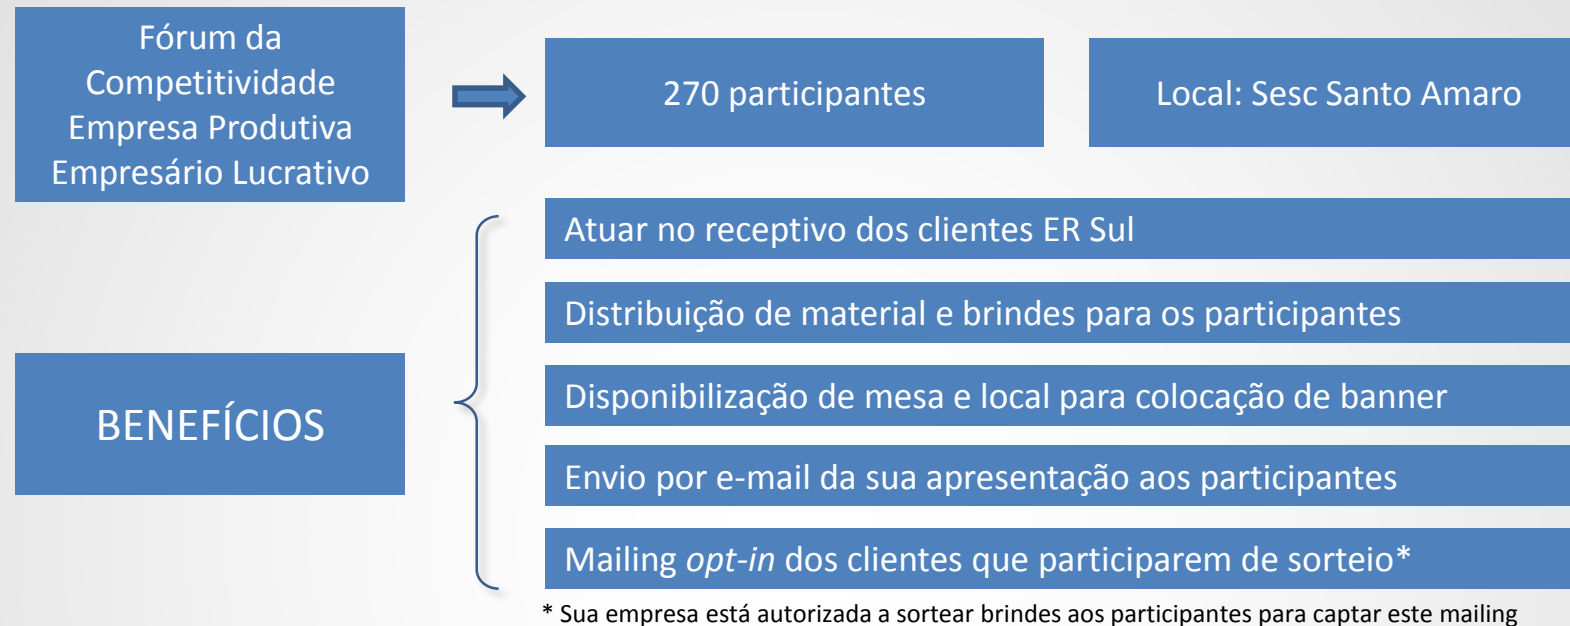 Fórum da
Competitividade
Empresa Produtiva
Empresário Lucrativo
270 participantes
Local: Sesc Santo Amaro
BENEFÍCIOS
Atuar no receptivo dos clientes ER Sul
Distribuição de material e brindes para os participantes
Disponibilização de mesa e local para colocação de banner
Envio por e-mail da sua apresentação aos participantes
Mailing opt-in dos clientes que participarem de sorteio*
* Sua empresa está autorizada a sortear brindes aos participantes para captar este mailing